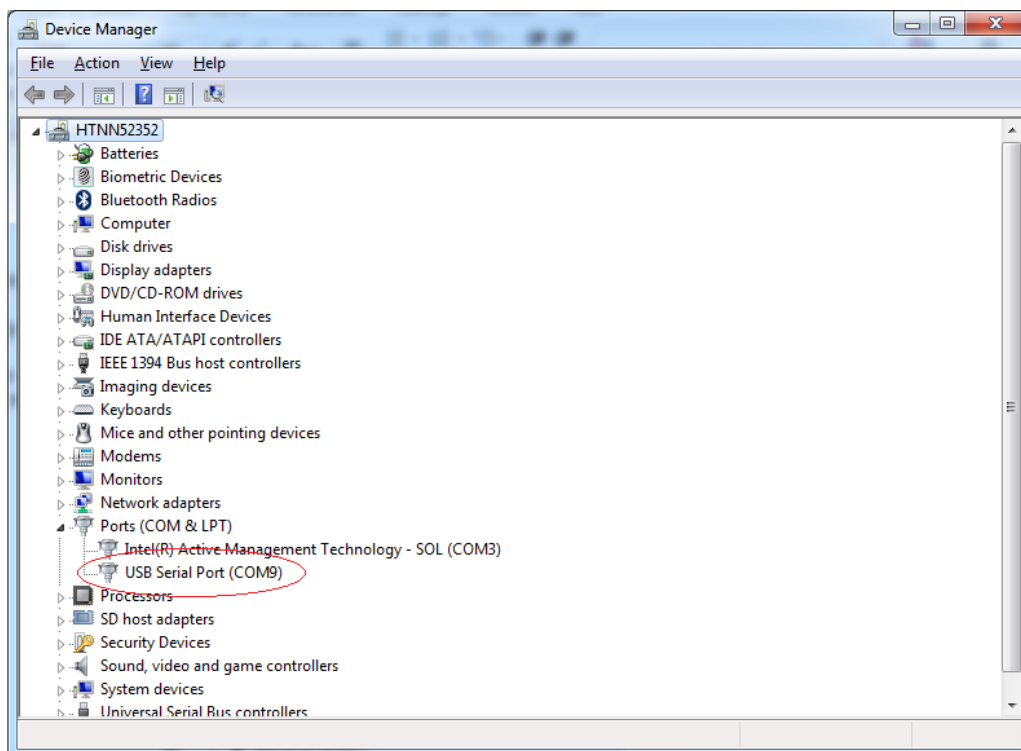 Device Manager
File Action View Help
HTNN52352
Batteries
Biometric Devices
Bluetooth Radios
Computer
Disk drives
Display adapters
DVD/CD-ROM drives
Human Interface Devices
IDE ATA/ATAPI controllers
IEEE 1394 Bus host controllers
Imaging devices
Keyboards
Mice and other pointing devices
Modems
Monitors
Network adapters
Ports (COM & LPT)
Intel(R) Active Management Technology - SOL (COM3)
USB Serial Port (COM9)
Processors
SD host adapters
Security Devices
Sound, video and game controllers
System devices
Universal Serial Bus controllers